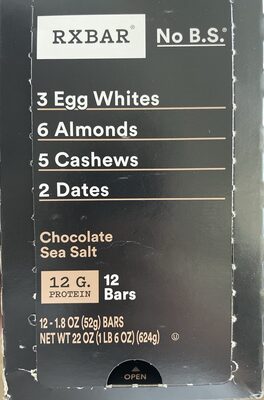 RXBAR® No B.S.®
3 Egg Whites
6 Almonds
5 Cashews
2 Dates
Chocolate
Sea Salt
12 G.
PROTEIN
12
Bars
12 - 1.8 OZ (52g) BARS
NET WT 22 OZ (1 LB 6 OZ) (624g)
U
OPEN